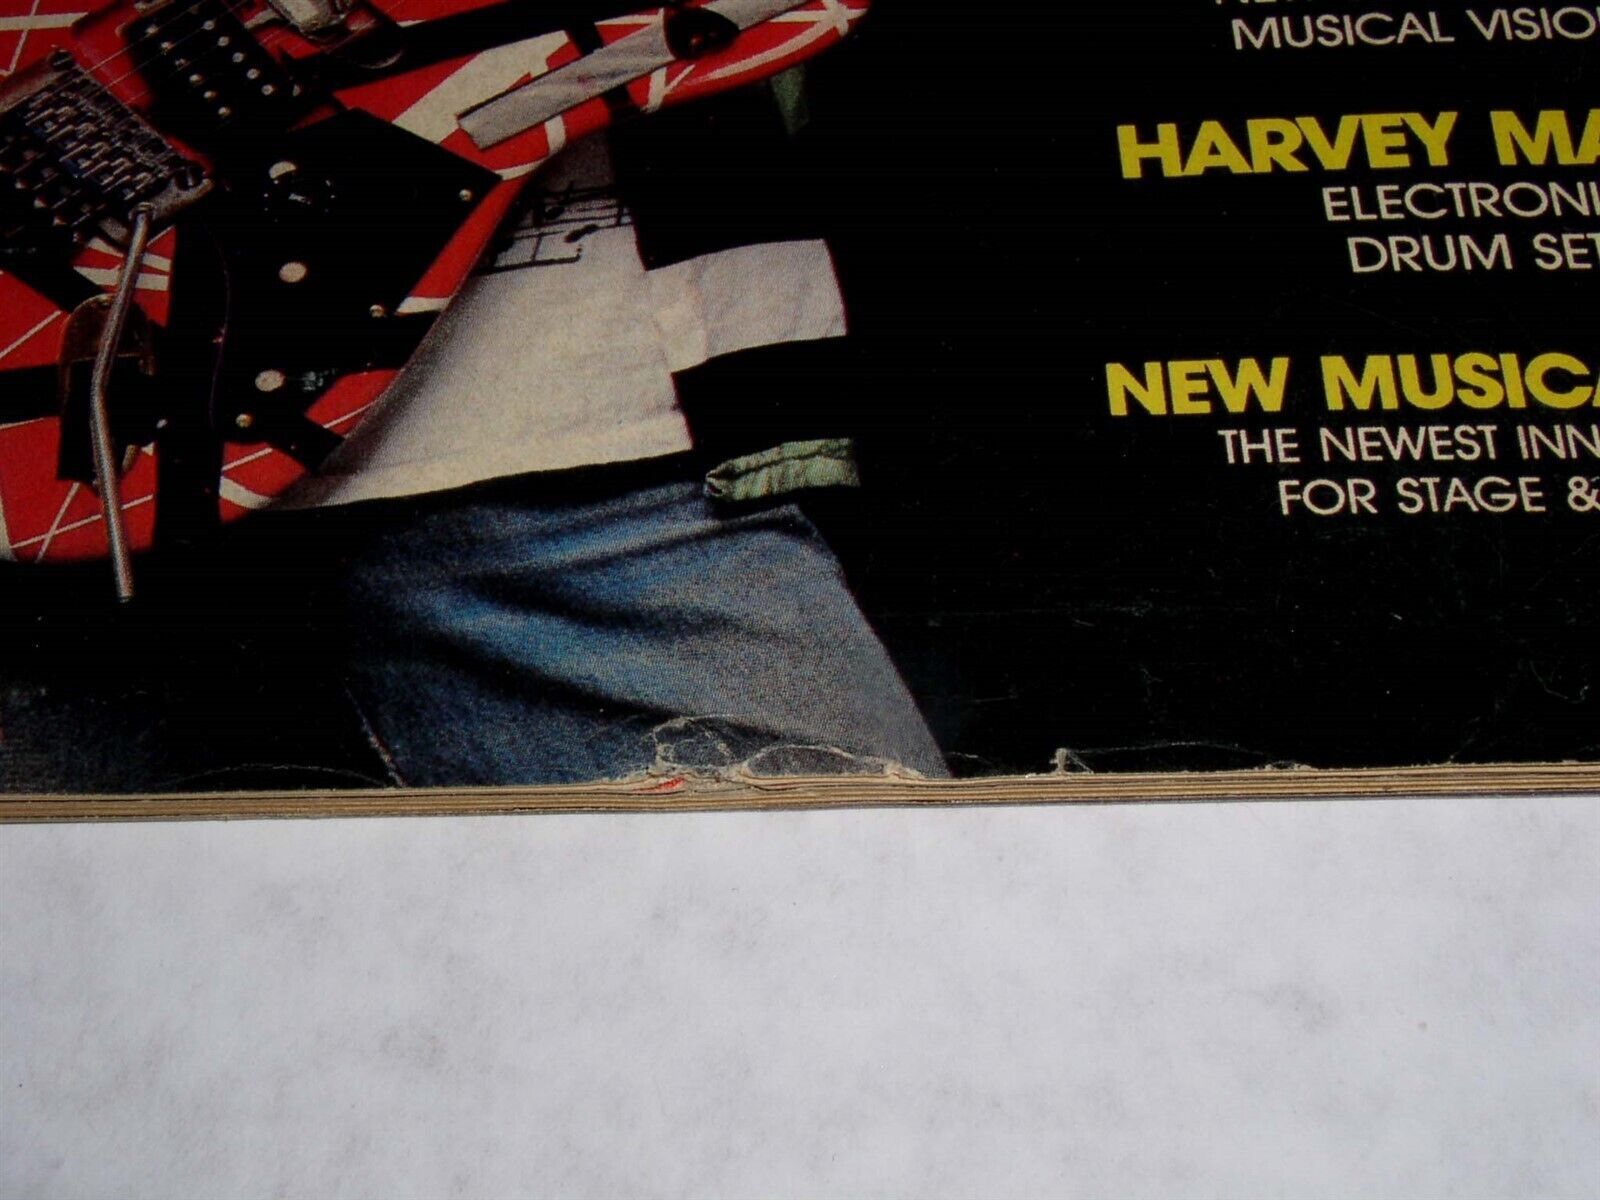 MUSICAL VISIO
HARVEY MA
ELECTRONI
DRUM SET
NEW MUSICA
THE NEWEST INN
FOR STAGE &